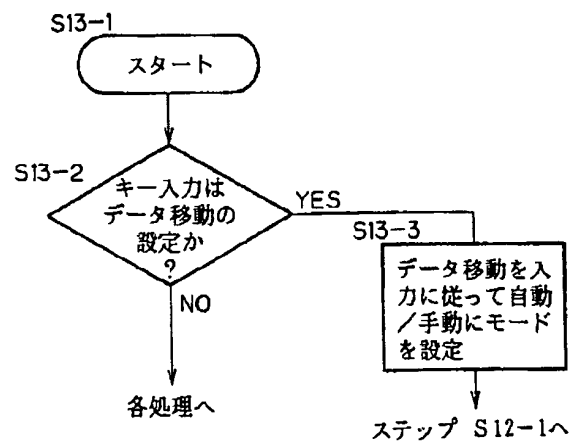 S13-1
スタート
S13-2
キー入力は
データ移動の
設定か
?
YES
S13-3
データ移動を入
力に従って自動
/手動にモード
を設定
NO
各処理へ
ステップ S12-1へ